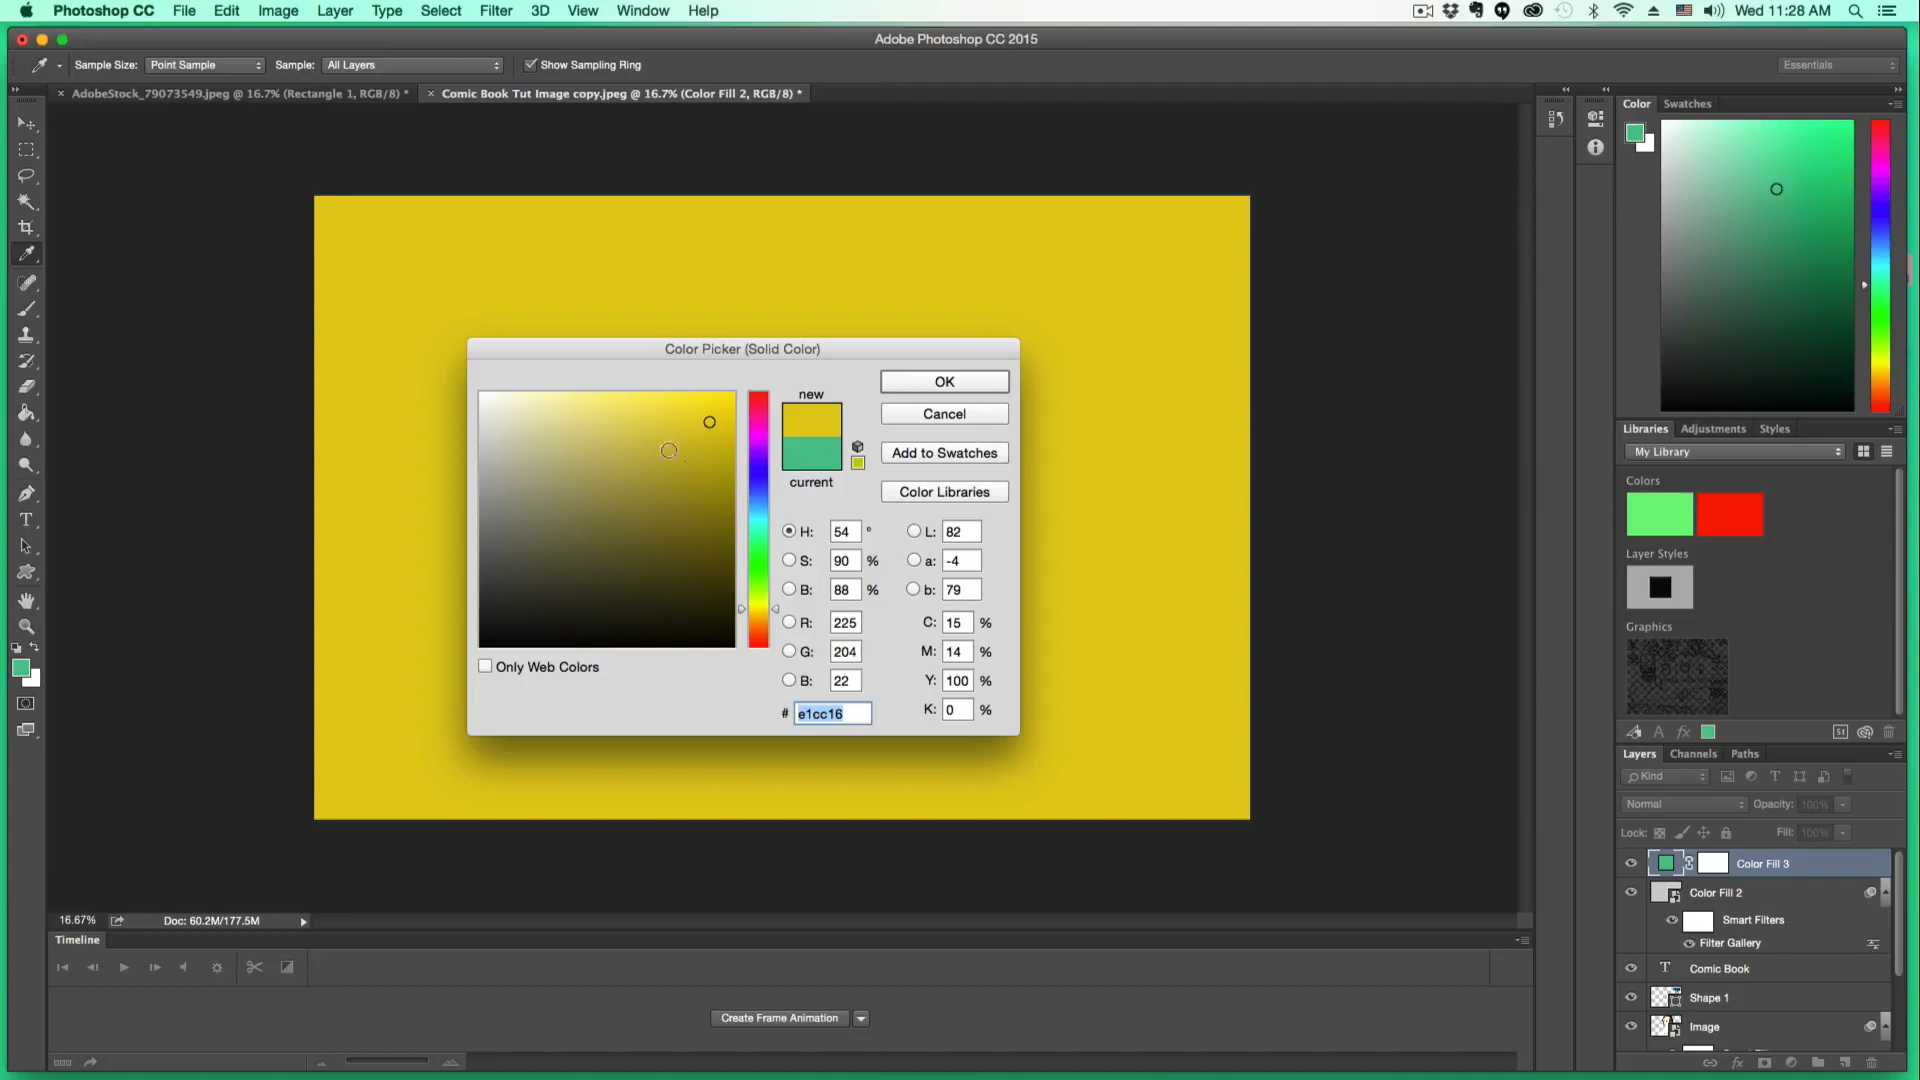 Photoshop CC File Edit Image Layer Type Select Filter 3D View Window Help Wed 11:28 AM
Adobe Photoshop CC 2015
Sample Size: Point Sample Sample: All Layers Show Sampling Ring Essentials
AdobeStock_79073549.jpeg @ 16.7% (Rectangle 1, RGB/8) * Comic Book Tut Image copy.jpeg @ 16.7% (Color Fill 2, RGB/8) *
Color Swatches
Color Picker (Solid Color)
new
OK
Cancel
Add to Swatches
current
Color Libraries
H: 54 ° L: 82
S: 90 % a: -4
B: 88 % b: 79
R: 225 C: 15 %
G: 204 M: 14 %
B: 22 Y: 100 %
# e1cc16 K: 0 %
Only Web Colors
Libraries Adjustments Styles
My Library
Colors
Layer Styles
Graphics
A fx St
Layers Channels Paths
Kind T
Normal Opacity: 100%
Lock: Fill: 100%
Color Fill 3
Color Fill 2
Smart Filters
Filter Gallery
T Comic Book
Shape 1
Image
fx
16.67% Doc: 60.2M/177.5M
Timeline
Create Frame Animation